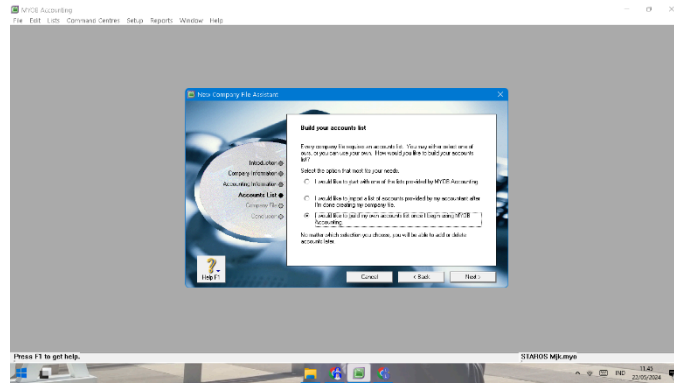 MYOB Accounting
File Edit Lists Command Centres Setup Reports Window Help
New Company File Assistant
Build your accounts list
Every company file requires an accounts list. You may either select one of
ours, or you can use your own. How would you like to build your accounts
list?
Select the option that best fits your needs.
I would like to start with one of the lists provided by MYOB Accounting
I would like to import a list of accounts provided by my accountant after
I'm done creating my company file.
I would like to build my own accounts list once I begin using MYOB
Accounting
No matter which selection you choose, you will be able to add or delete
accounts later.
Introduction
Company Information
Accounting Information
Accounts List
Company File
Conclusion
Help F1
Cancel
< Back
Next >
Press F1 to get help.
STAROS Mjk.myo
IND
11.45
22/05/2024